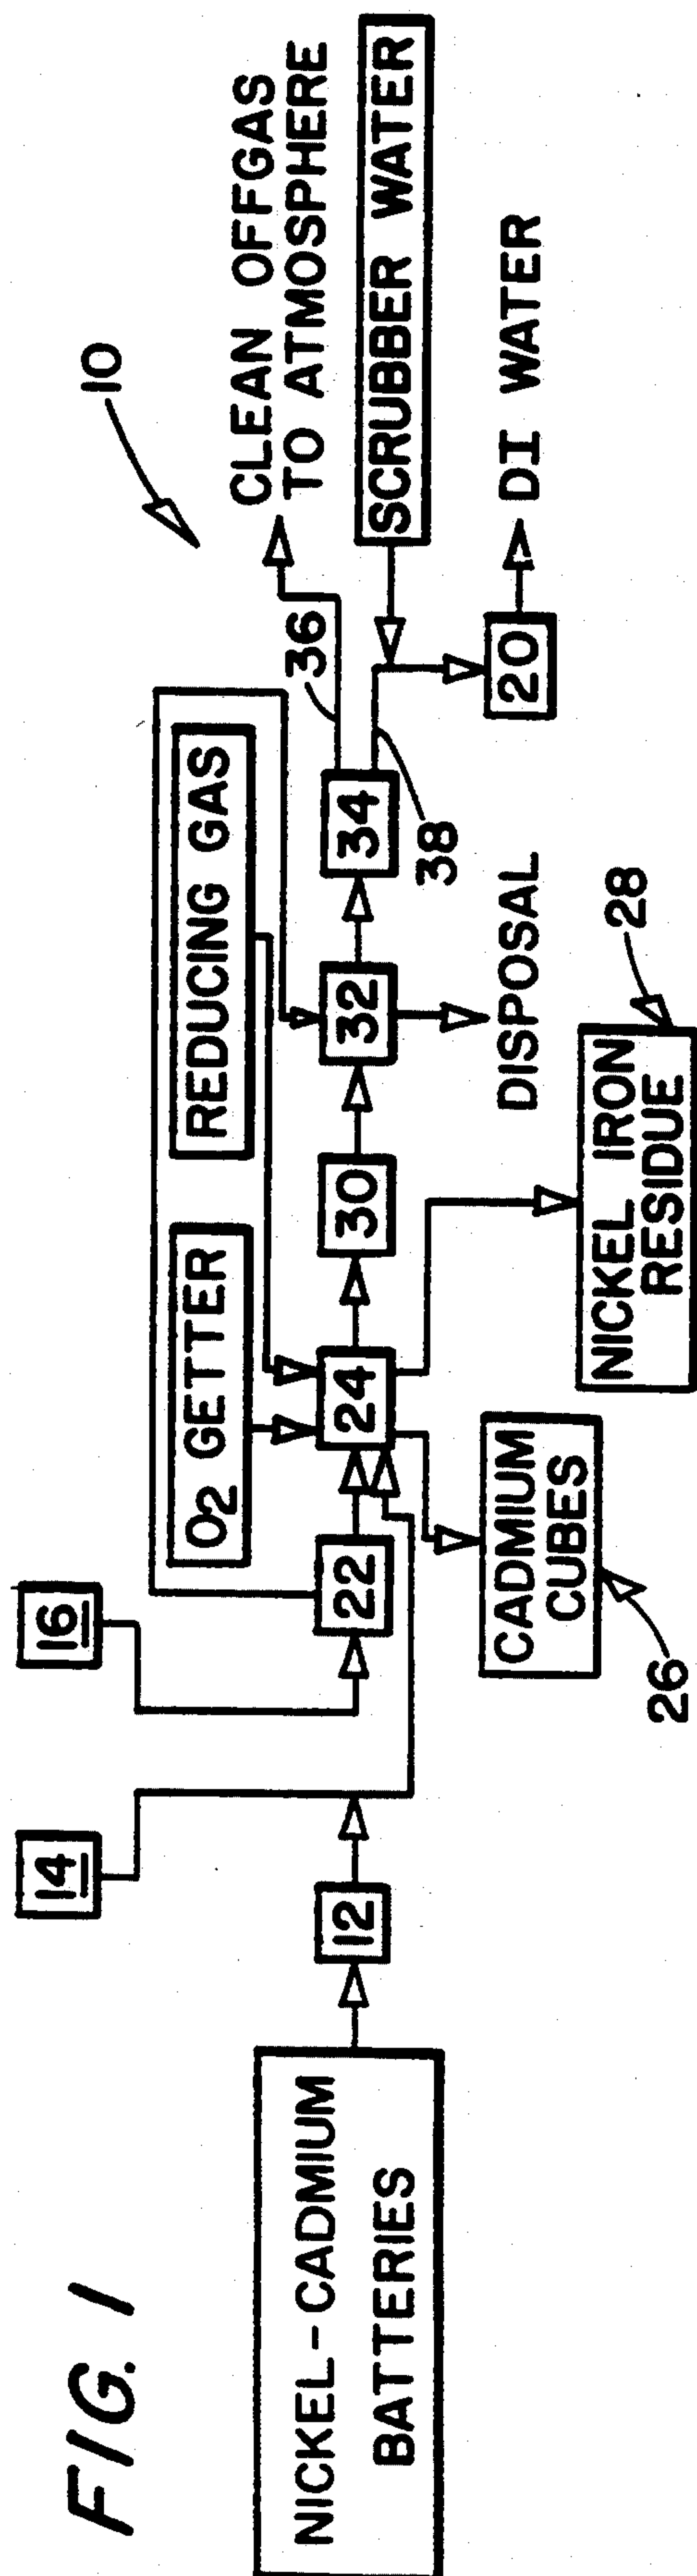 FIG. 1
10
NICKEL-CADMIUM
BATTERIES
12
14
16
22
O2 GETTER
REDUCING GAS
24
30
32
34
36
38
CLEAN OFFGAS
TO ATMOSPHERE
SCRUBBER WATER
20
DI WATER
DISPOSAL
CADMIUM
CUBES
26
NICKEL IRON
RESIDUE
28